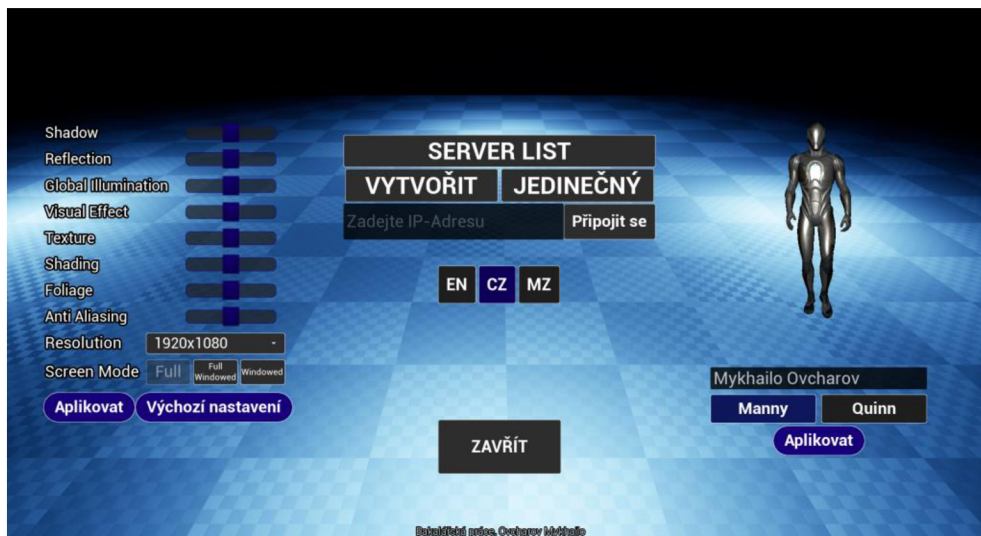 Shadow
Reflection
Global Illumination
Visual Effect
Texture
Shading
Foliage
Anti Aliasing
Resolution 1920x1080
Screen Mode Full Full Windowed Windowed
Aplikovat Výchozí nastavení
SERVER LIST
VYTVOŘIT JEDINEČNÝ
Zadejte IP-Adresu Připojit se
EN CZ MZ
ZAVŘÍT
Mykhailo Ovcharov
Manny Quinn
Aplikovat
Bakalářská práce, Ovcharov Mykhailo